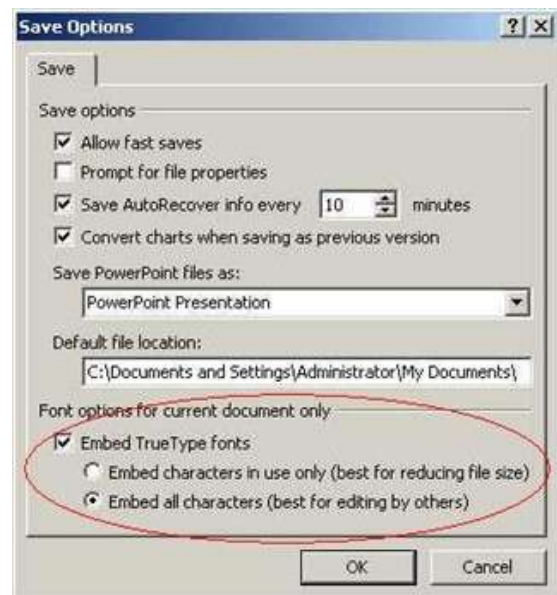 Save Options
Save
Save options
Allow fast saves
Prompt for file properties
Save AutoRecover info every 10 minutes
Convert charts when saving as previous version
Save PowerPoint files as:
PowerPoint Presentation
Default file location:
C:\Documents and Settings\Administrator\My Documents\
Font options for current document only
Embed TrueType fonts
Embed characters in use only (best for reducing file size)
Embed all characters (best for editing by others)
OK Cancel